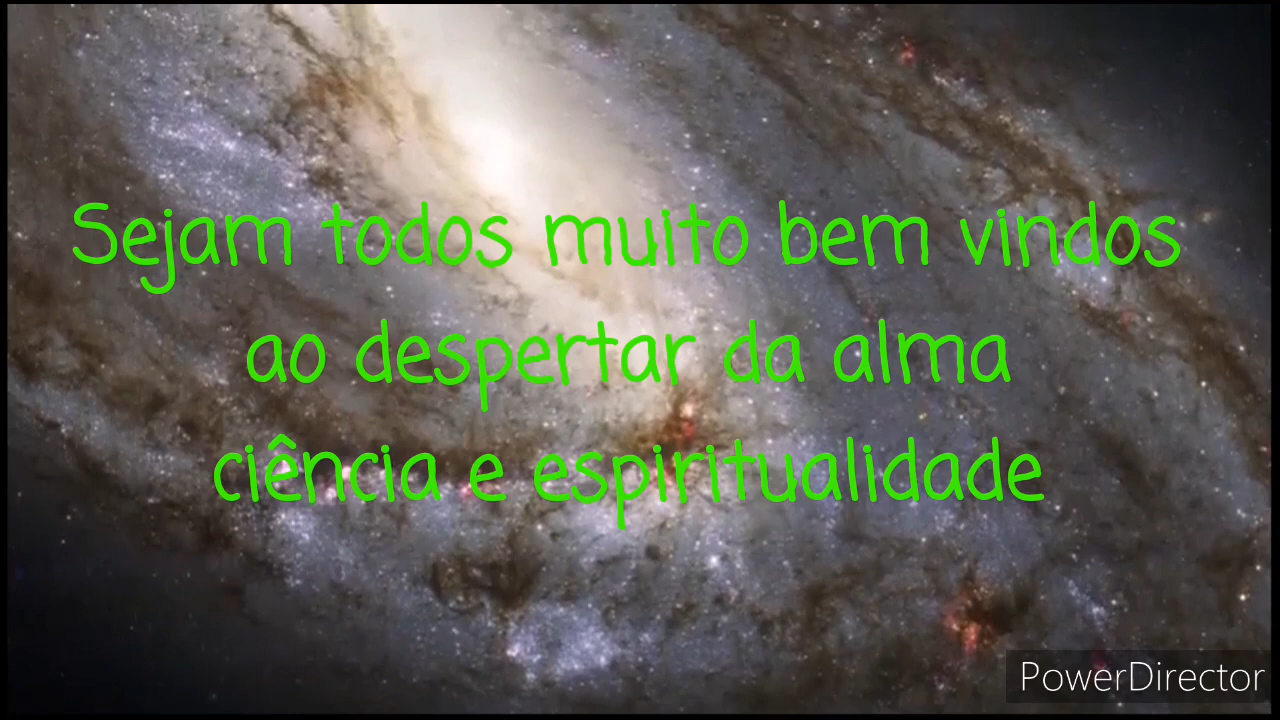 Sejam todos muito bem vindos
ao despertar da alma
ciência e espiritualidade
PowerDirector